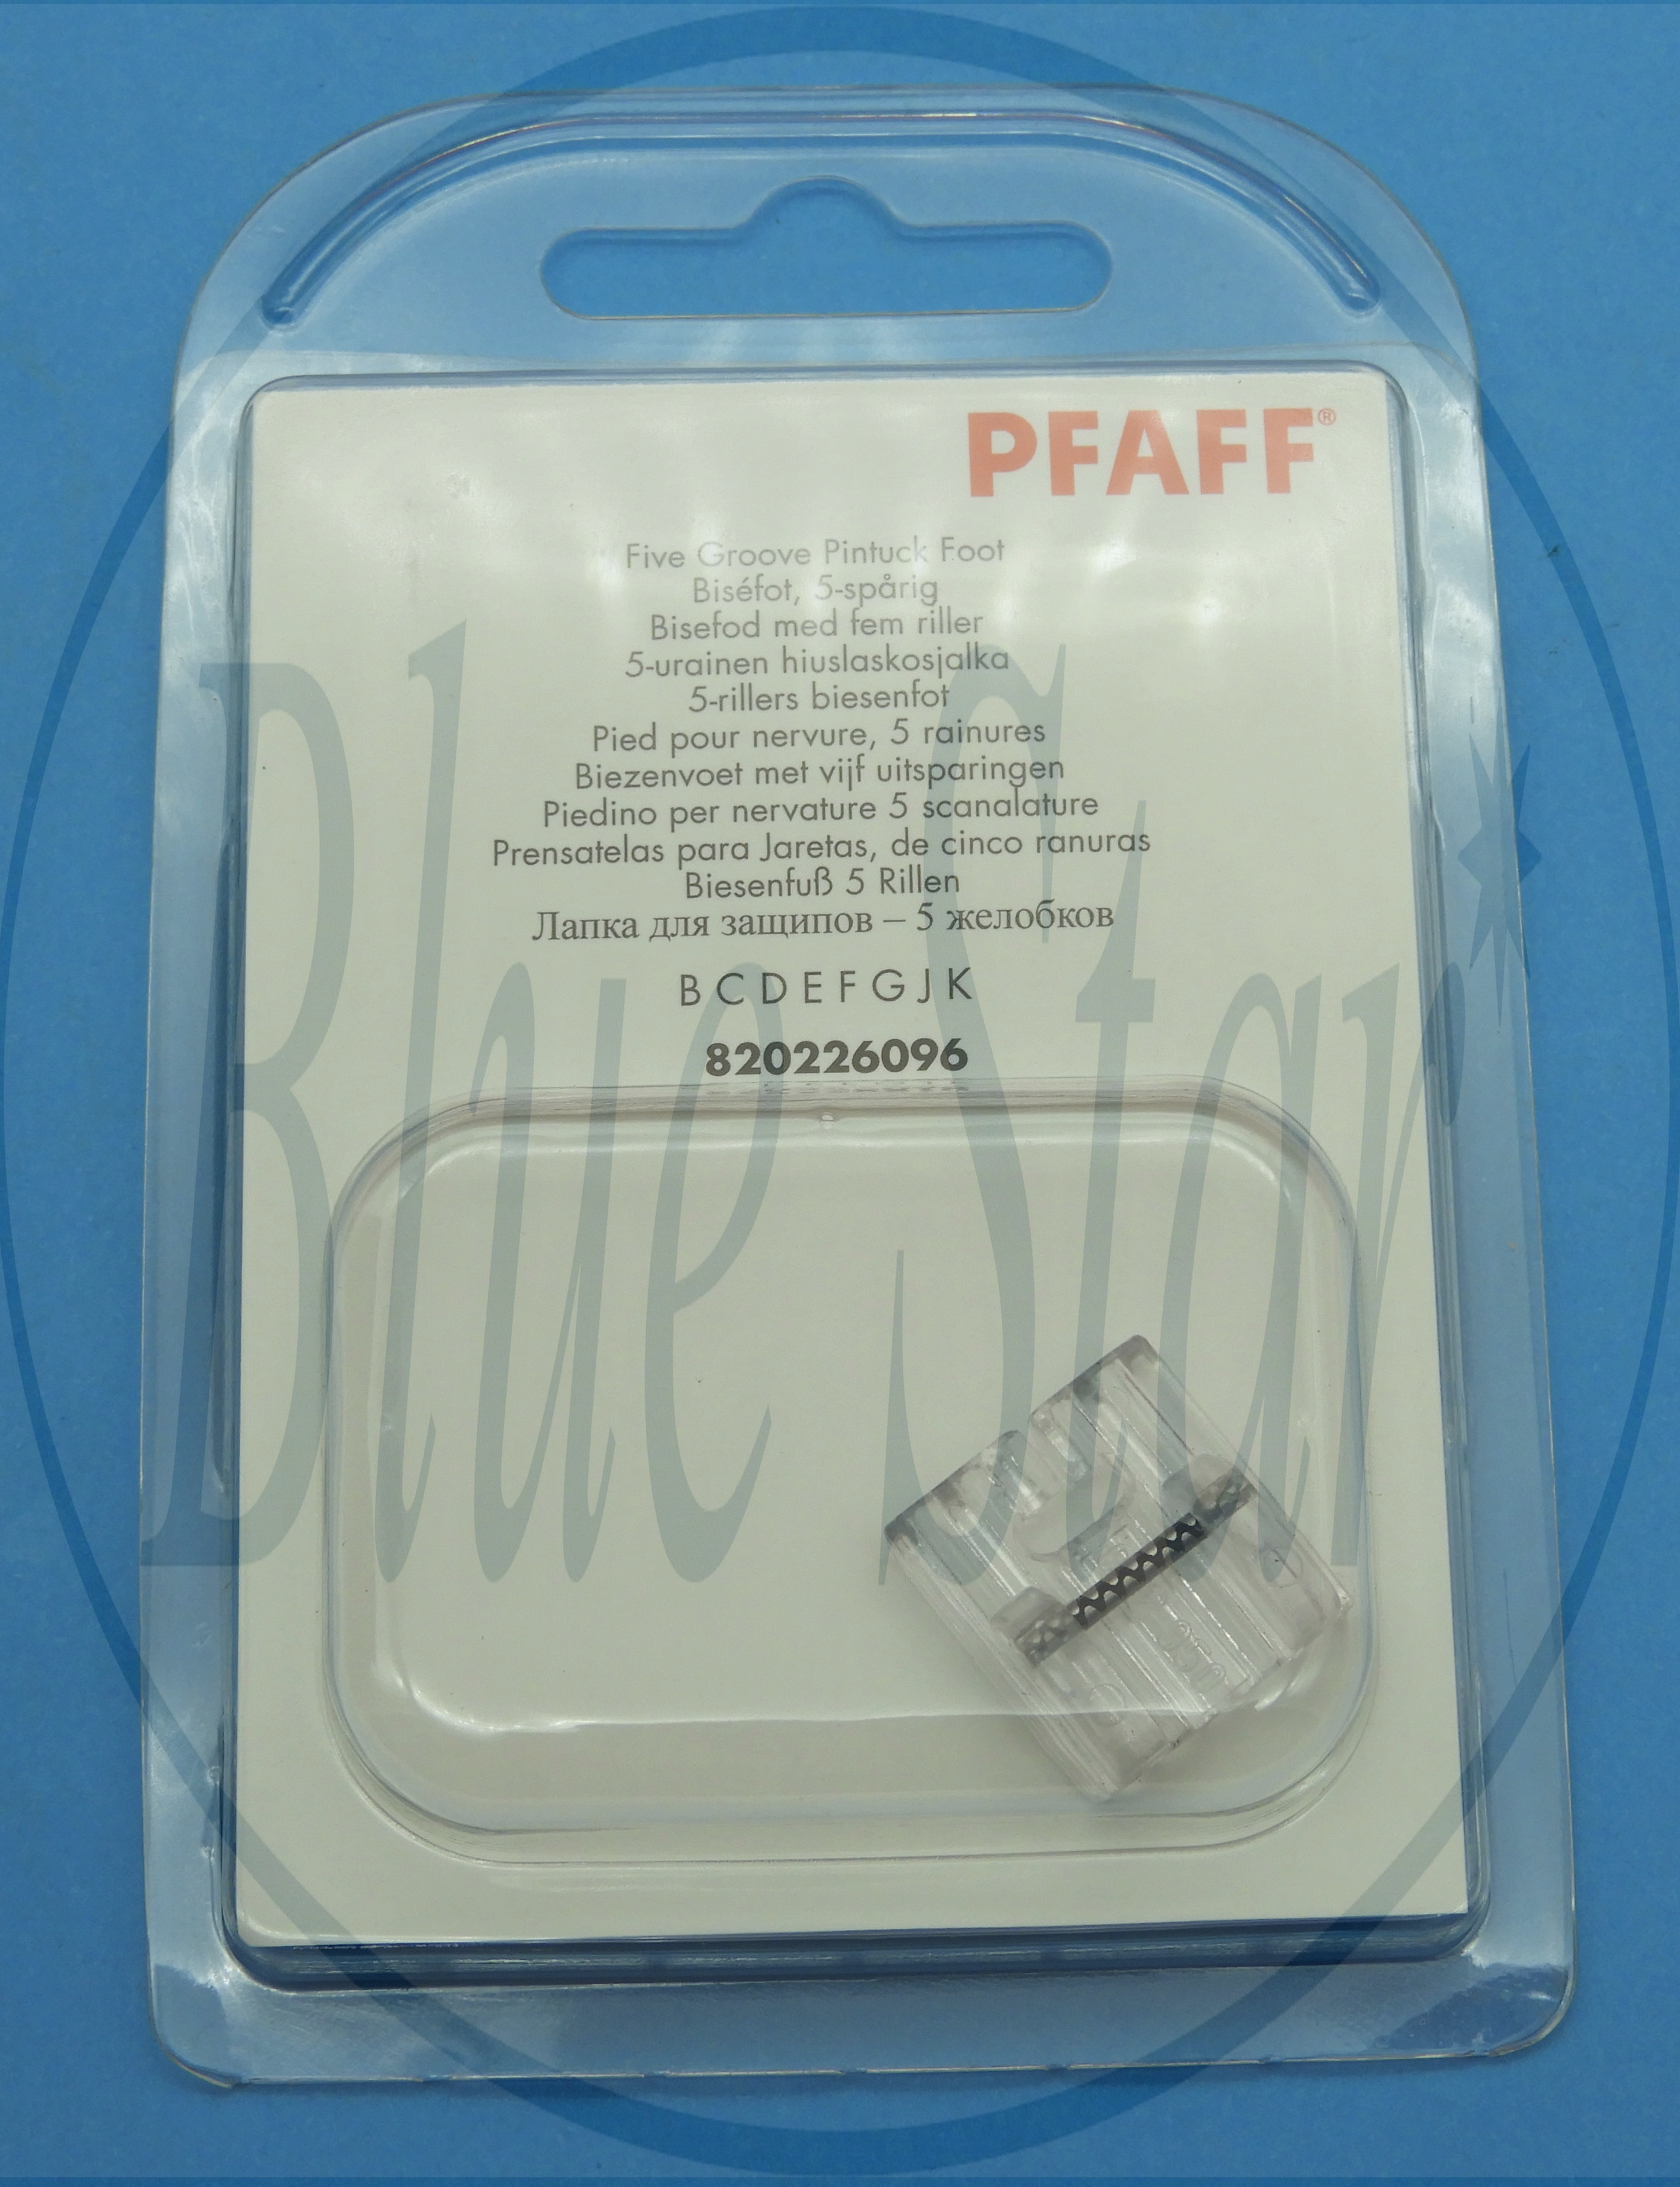 PFAFF®
Five Groove Pintuck Foot
Biséfot, 5-spårig
Bisefod med fem riller
5-urainen hiuslaskosjalka
5-rillers biesenfot
Pied pour nervure, 5 rainures
Biezenvoet met vijf uitsparingen
Piedino per nervature 5 scanalature
Prensatelas para Jaretas, de cinco ranuras
Biesenfuß 5 Rillen
Лапка для защипов – 5 желобков
B C D E F G J K
820226096
Blue Star